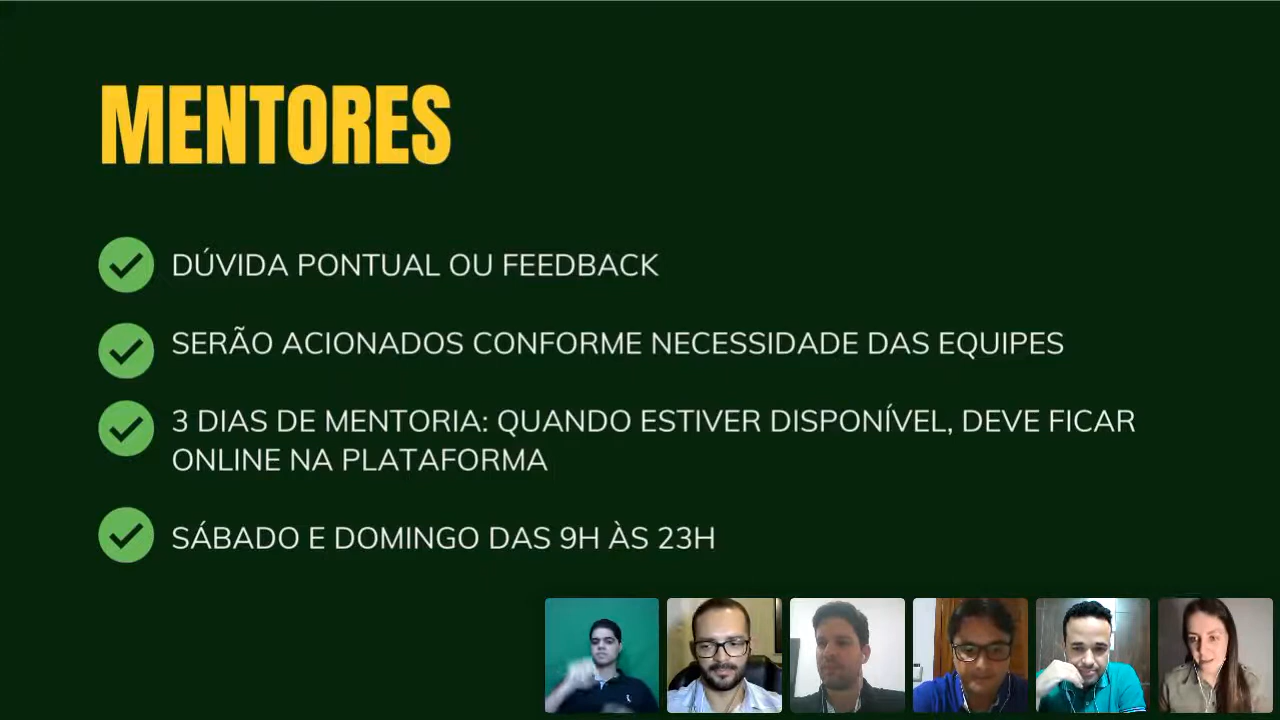 MENTORES
DÚVIDA PONTUAL OU FEEDBACK
SERÃO ACIONADOS CONFORME NECESSIDADE DAS EQUIPES
3 DIAS DE MENTORIA: QUANDO ESTIVER DISPONÍVEL, DEVE FICAR
ONLINE NA PLATAFORMA
SÁBADO E DOMINGO DAS 9H ÀS 23H